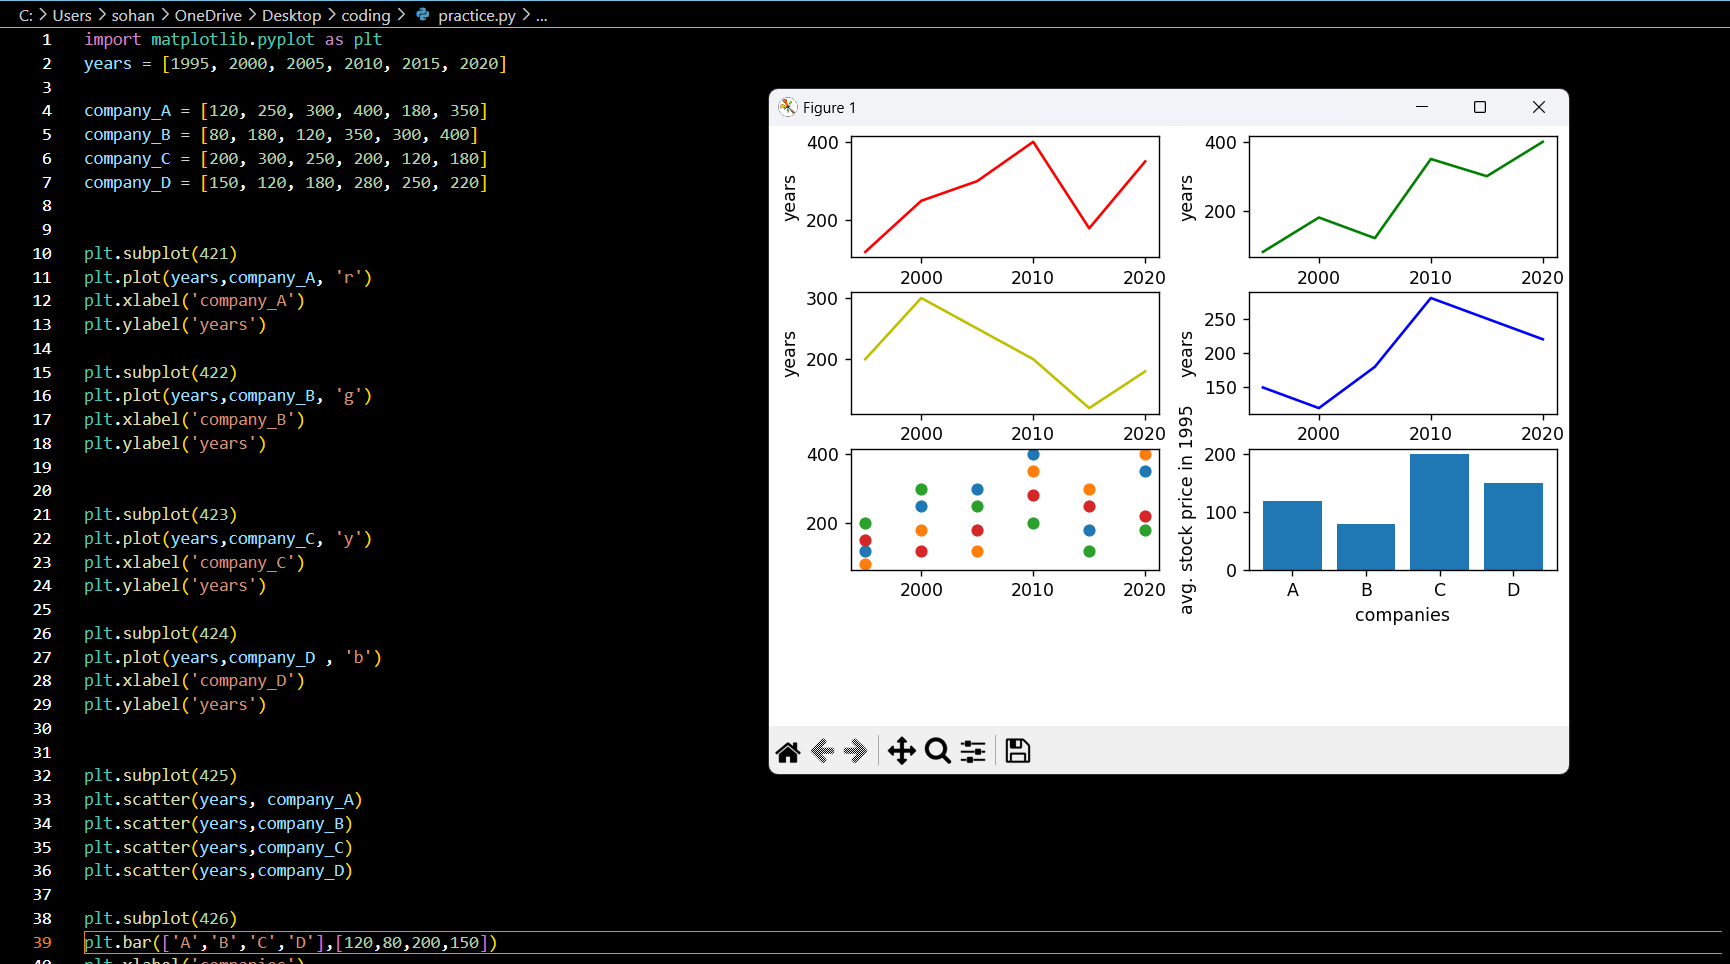 C: > Users > sohan > OneDrive > Desktop > coding > practice.py > ...
1 import matplotlib.pyplot as plt
2 years = [1995, 2000, 2005, 2010, 2015, 2020]
3
4 company_A = [120, 250, 300, 400, 180, 350]
5 company_B = [80, 180, 120, 350, 300, 400]
6 company_C = [200, 300, 250, 200, 120, 180]
7 company_D = [150, 120, 180, 280, 250, 220]
8
9
10 plt.subplot(421)
11 plt.plot(years,company_A, 'r')
12 plt.xlabel('company_A')
13 plt.ylabel('years')
14
15 plt.subplot(422)
16 plt.plot(years,company_B, 'g')
17 plt.xlabel('company_B')
18 plt.ylabel('years')
19
20
21 plt.subplot(423)
22 plt.plot(years,company_C, 'y')
23 plt.xlabel('company_C')
24 plt.ylabel('years')
25
26 plt.subplot(424)
27 plt.plot(years,company_D , 'b')
28 plt.xlabel('company_D')
29 plt.ylabel('years')
30
31
32 plt.subplot(425)
33 plt.scatter(years, company_A)
34 plt.scatter(years,company_B)
35 plt.scatter(years,company_C)
36 plt.scatter(years,company_D)
37
38 plt.subplot(426)
39 plt.bar(['A','B','C','D'],[120,80,200,150])
40 plt.xlabel('companies')
Figure 1
400
years
200
2000 2010 2020
400
years
200
2000 2010 2020
300
years
200
2000 2010 2020
250
years
200
150
2000 2010 2020
400
200
2000 2010 2020
avg. stock price in 1995
200
100
0
A B C D
companies